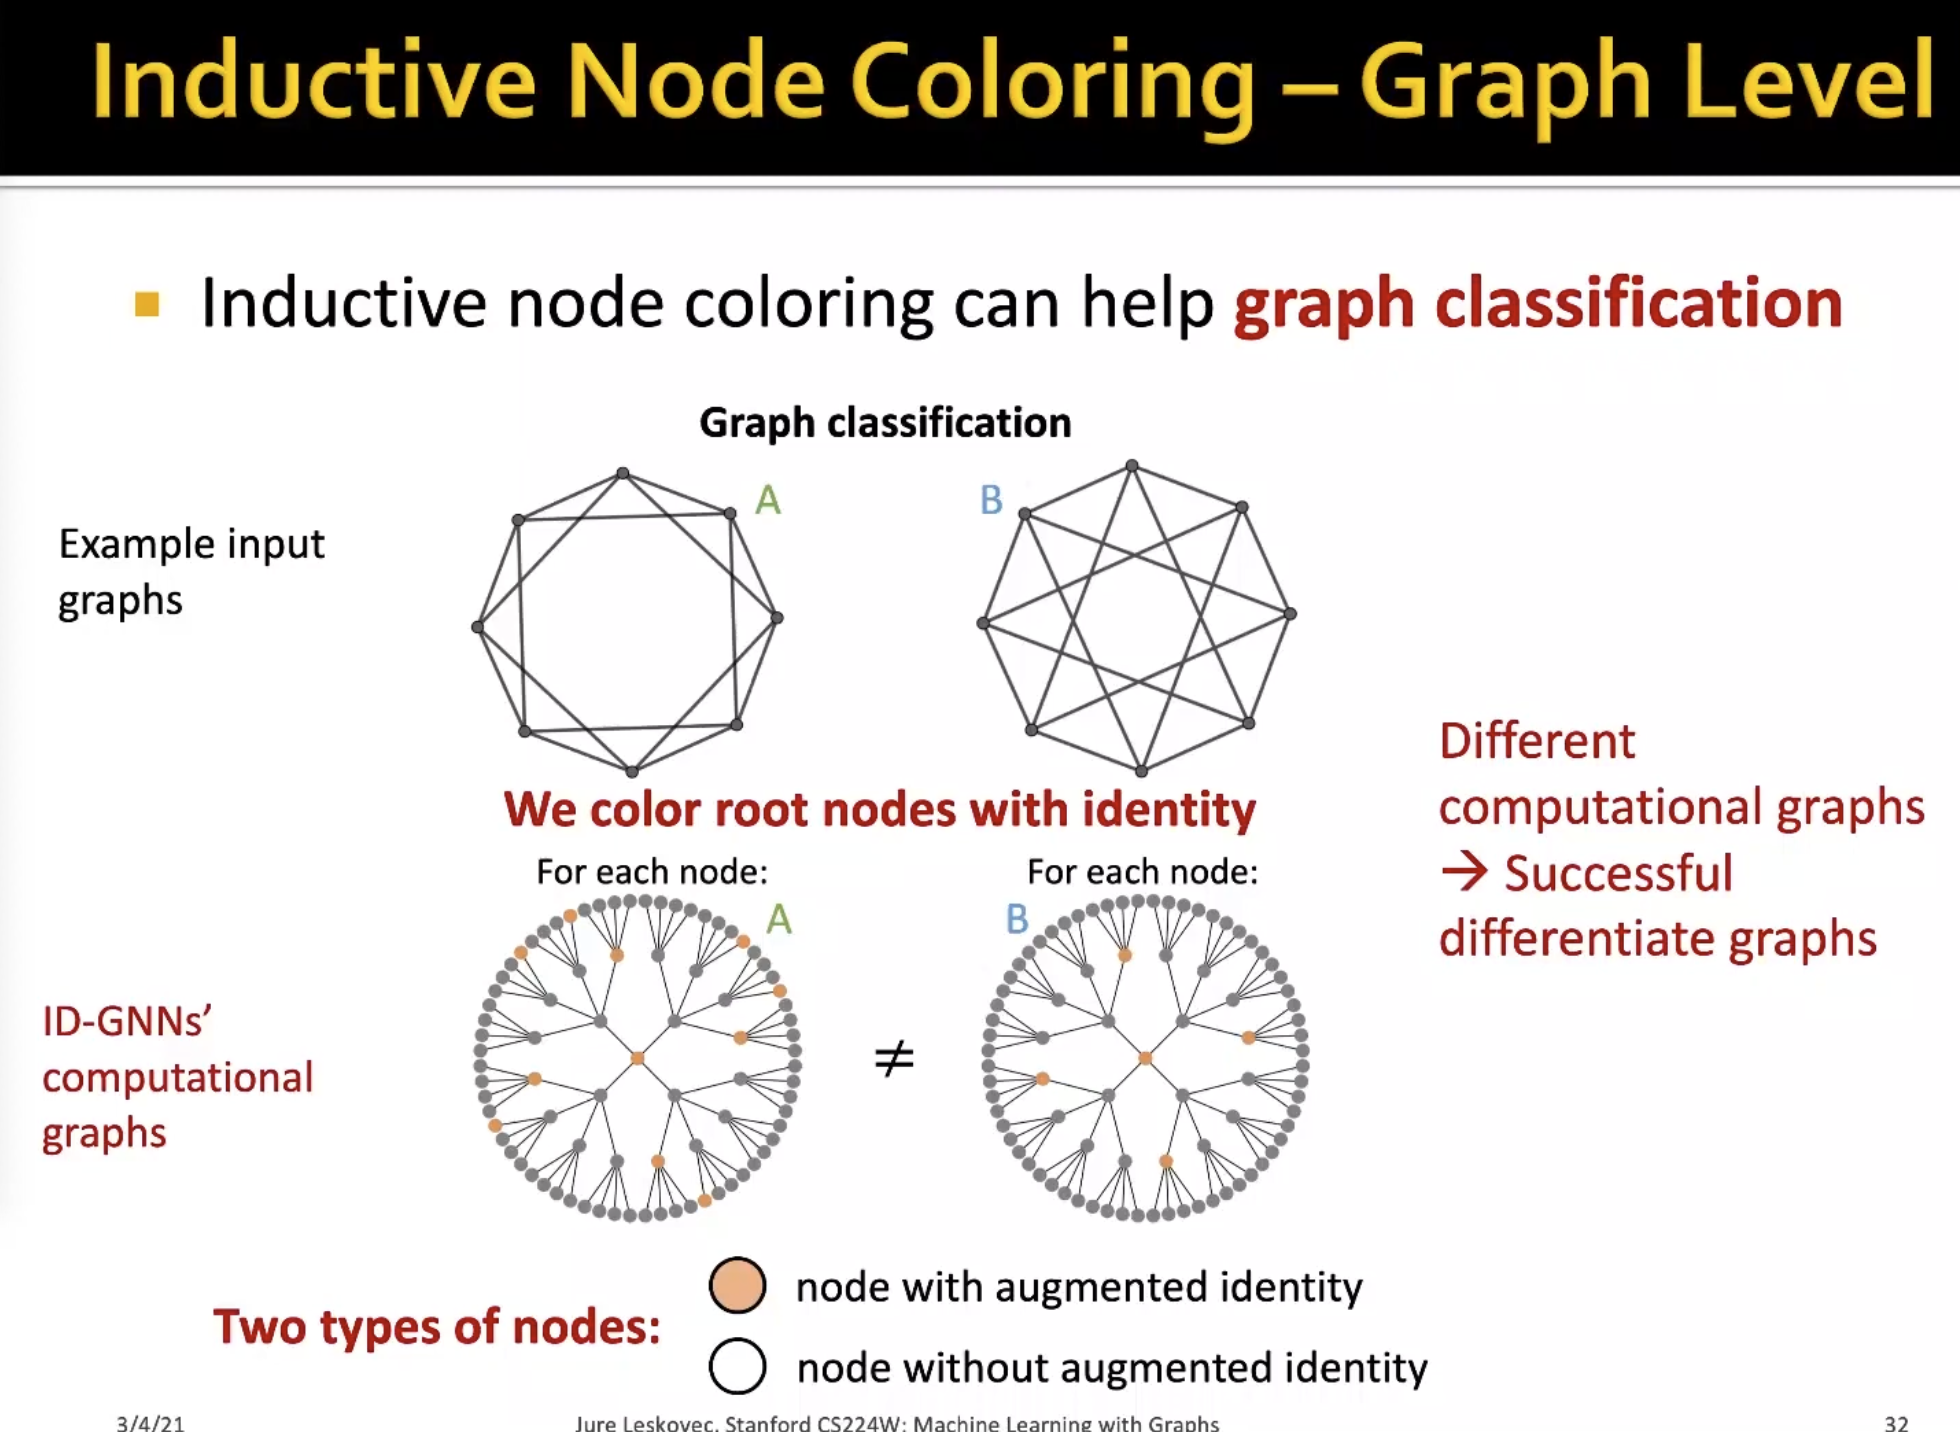 Inductive Node Coloring – Graph Level
Inductive node coloring can help graph classification
Graph classification
A
B
Example input
graphs
We color root nodes with identity
Different
computational graphs
→ Successful
differentiate graphs
For each node:
For each node:
A
B
ID-GNNs'
computational
graphs
≠
Two types of nodes:
node with augmented identity
node without augmented identity
3/4/21
Jure Leskovec, Stanford CS224W: Machine Learning with Graphs
32